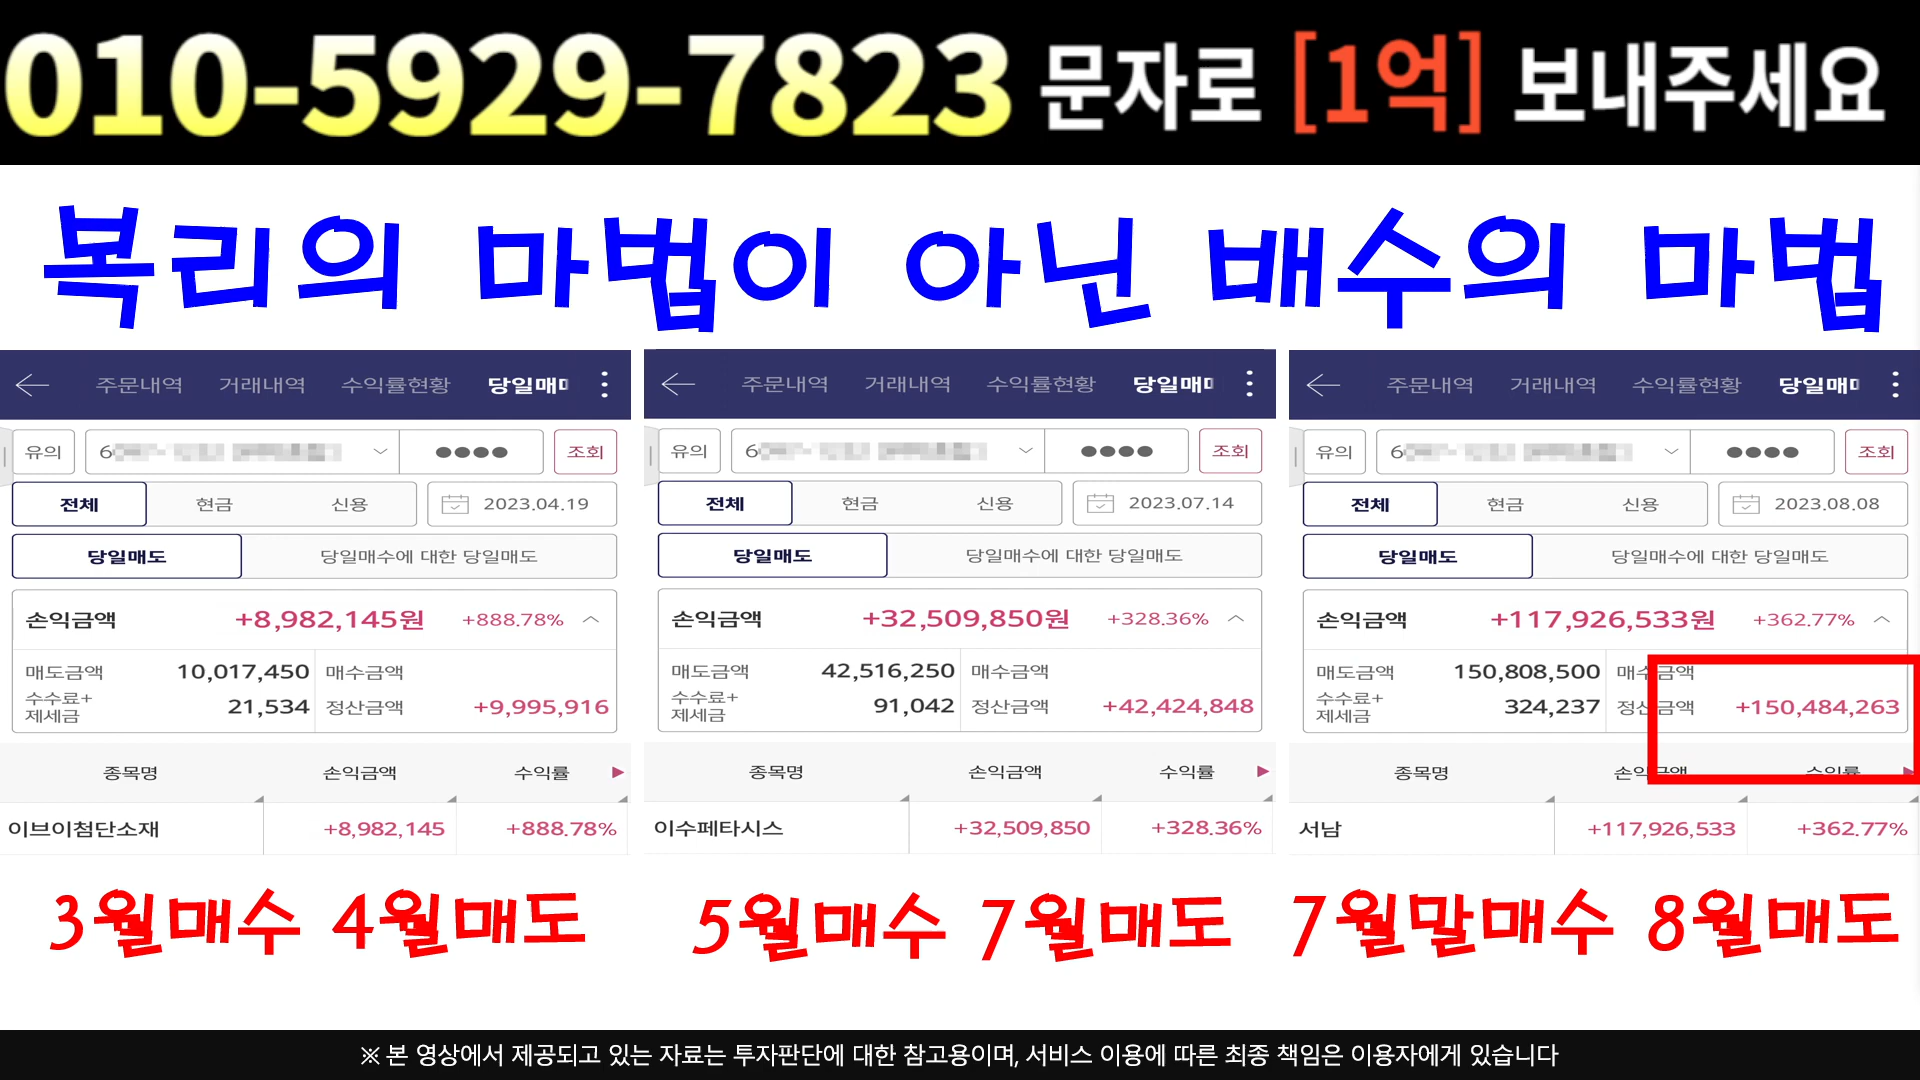 010-5929-7823 문자로 [1억] 보내주세요
복리의 마법이 아닌 배수의 마법
주문내역 거래내역 수익률현황 당일매
유의 6 ●●●● 조회
전체 현금 신용 2023.04.19
당일매도 당일매수에 대한 당일매도
손익금액 +8,982,145원 +888.78%
매도금액 10,017,450 매수금액
수수료+
제세금 21,534 정산금액 +9,995,916
종목명 손익금액 수익률
이브이첨단소재 +8,982,145 +888.78%
3월매수 4월매도
주문내역 거래내역 수익률현황 당일매
유의 6 ●●●● 조회
전체 현금 신용 2023.07.14
당일매도 당일매수에 대한 당일매도
손익금액 +32,509,850원 +328.36%
매도금액 42,516,250 매수금액
수수료+
제세금 91,042 정산금액 +42,424,848
종목명 손익금액 수익률
이수페타시스 +32,509,850 +328.36%
5월매수 7월매도
주문내역 거래내역 수익률현황 당일매
유의 6 ●●●● 조회
전체 현금 신용 2023.08.08
당일매도 당일매수에 대한 당일매도
손익금액 +117,926,533원 +362.77%
매도금액 150,808,500 매수금액
수수료+
제세금 324,237 정산금액 +150,484,263
종목명 손익금액 수익률
서남 +117,926,533 +362.77%
7월말매수 8월매도
※ 본 영상에서 제공되고 있는 자료는 투자판단에 대한 참고용이며, 서비스 이용에 따른 최종 책임은 이용자에게 있습니다